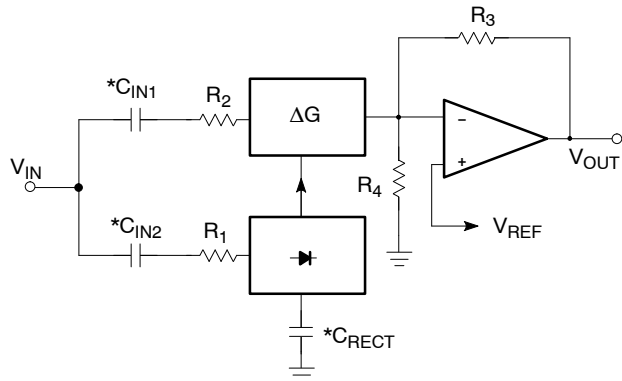 R3
*CIN1
R2
ΔG
−
+
VOUT
VIN
R4
VREF
*CIN2
R1
*CRECT